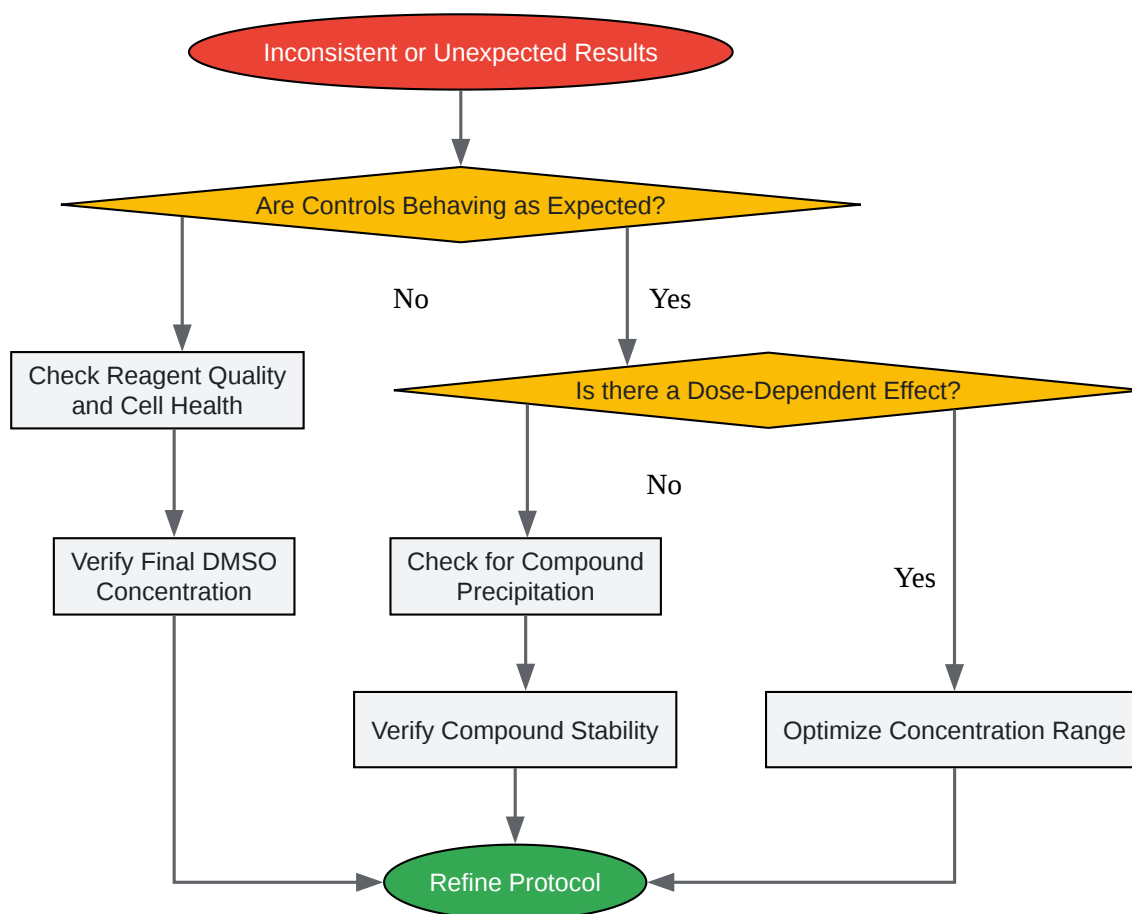 Inconsistent or Unexpected Results
Are Controls Behaving as Expected?
No
Yes
Check Reagent Quality
and Cell Health
Is there a Dose-Dependent Effect?
No
Verify Final DMSO
Concentration
Check for Compound
Precipitation
Yes
Verify Compound Stability
Optimize Concentration Range
Refine Protocol